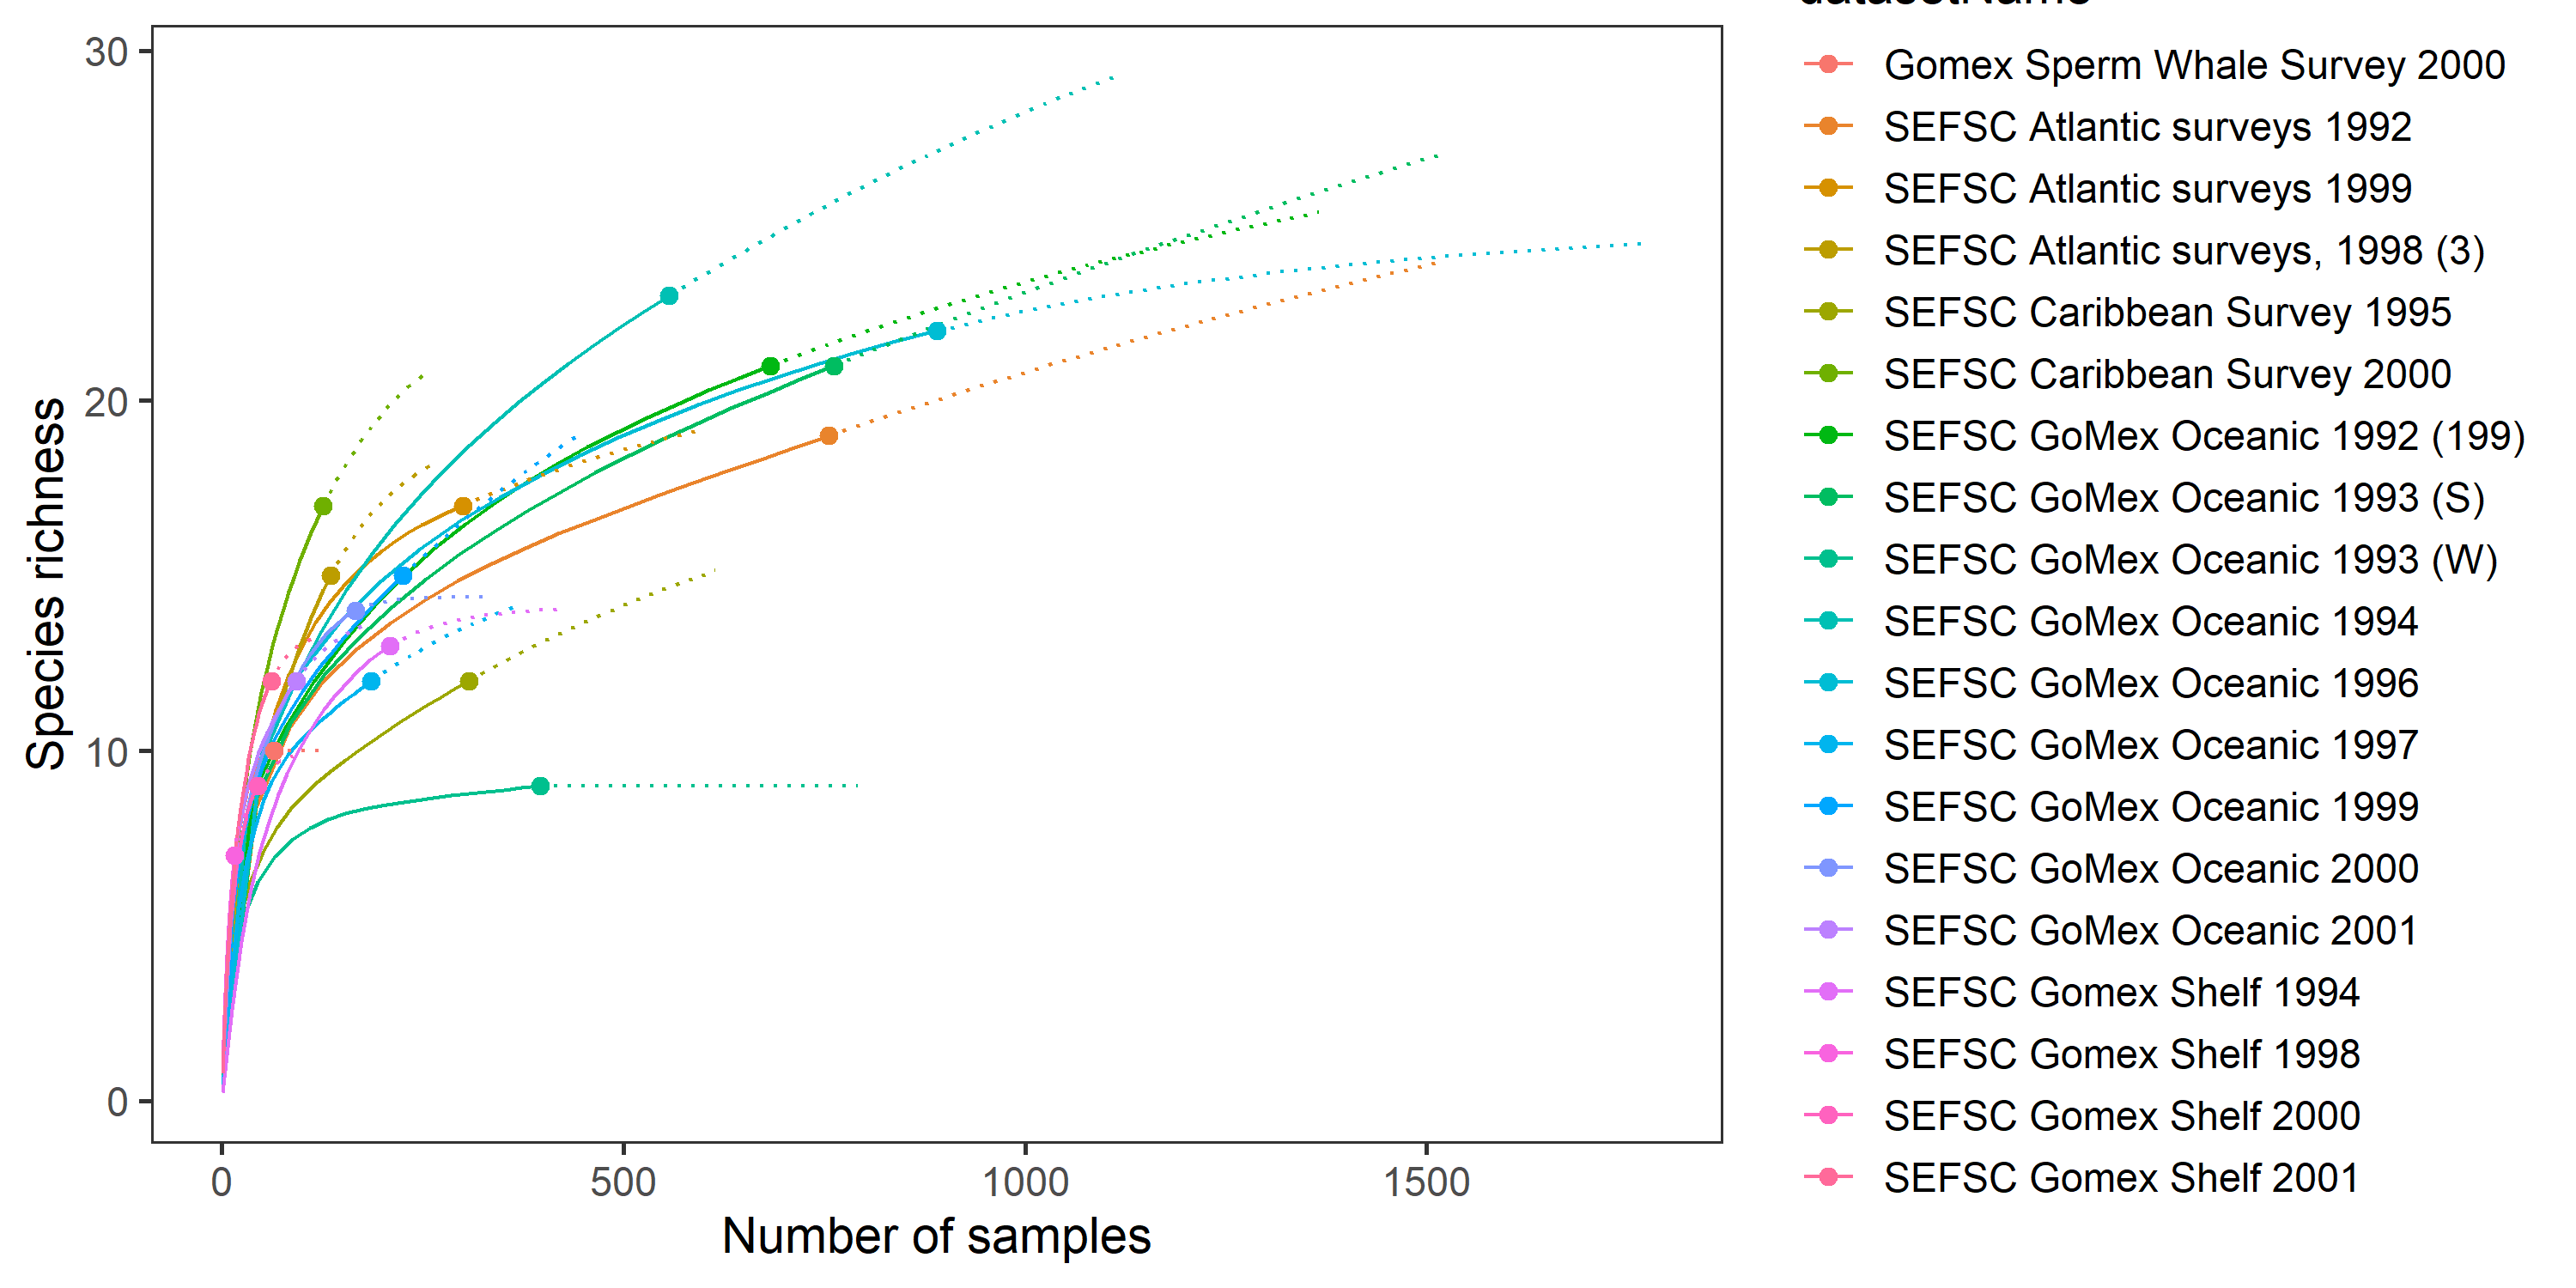 datasetName
30
20
10
0
Species richness
0 500 1000 1500
Number of samples
Gomex Sperm Whale Survey 2000
SEFSC Atlantic surveys 1992
SEFSC Atlantic surveys 1999
SEFSC Atlantic surveys, 1998 (3)
SEFSC Caribbean Survey 1995
SEFSC Caribbean Survey 2000
SEFSC GoMex Oceanic 1992 (199)
SEFSC GoMex Oceanic 1993 (S)
SEFSC GoMex Oceanic 1993 (W)
SEFSC GoMex Oceanic 1994
SEFSC GoMex Oceanic 1996
SEFSC GoMex Oceanic 1997
SEFSC GoMex Oceanic 1999
SEFSC GoMex Oceanic 2000
SEFSC GoMex Oceanic 2001
SEFSC Gomex Shelf 1994
SEFSC Gomex Shelf 1998
SEFSC Gomex Shelf 2000
SEFSC Gomex Shelf 2001